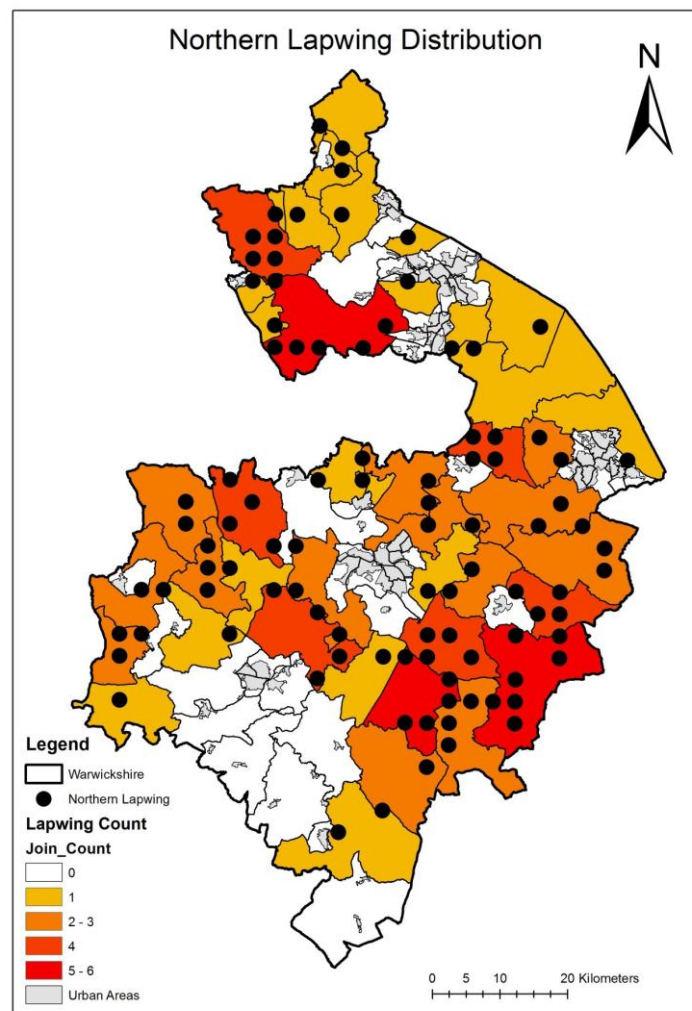 Northern Lapwing Distribution
N
Legend
Warwickshire
Northern Lapwing
Lapwing Count
Join_Count
0
1
2 - 3
4
5 - 6
Urban Areas
0 5 10 20 Kilometers